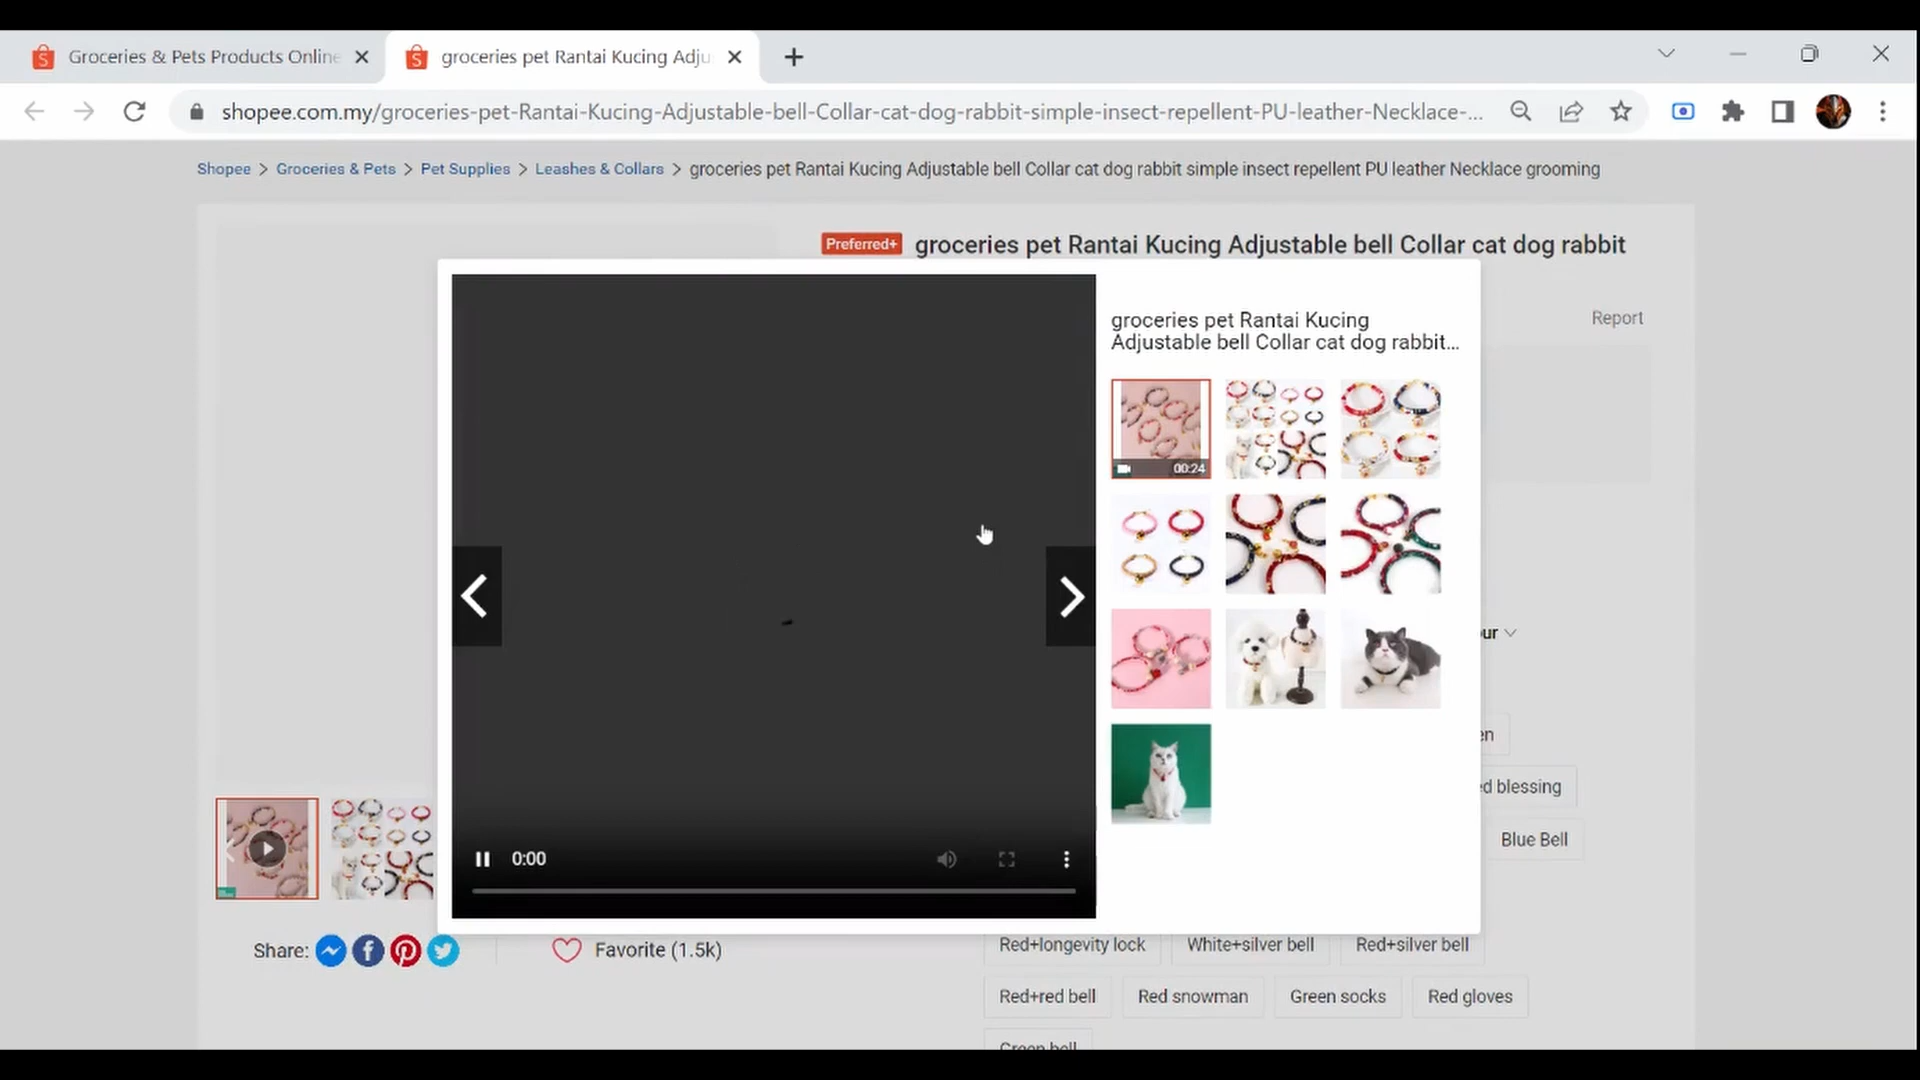 Groceries & Pets Products Online
groceries pet Rantai Kucing Adju
shopee.com.my/groceries-pet-Rantai-Kucing-Adjustable-bell-Collar-cat-dog-rabbit-simple-insect-repellent-PU-leather-Necklace-...
Shopee > Groceries & Pets > Pet Supplies > Leashes & Collars > groceries pet Rantai Kucing Adjustable bell Collar cat dog rabbit simple insect repellent PU leather Necklace grooming
Preferred+ groceries pet Rantai Kucing Adjustable bell Collar cat dog rabbit
Report
groceries pet Rantai Kucing
Adjustable bell Collar cat dog rabbit...
00:24
our
en
ed blessing
Blue Bell
0:00
Share:
Favorite (1.5k)
Red+longevity lock
White+silver bell
Red+silver bell
Red+red bell
Red snowman
Green socks
Red gloves
Green bell